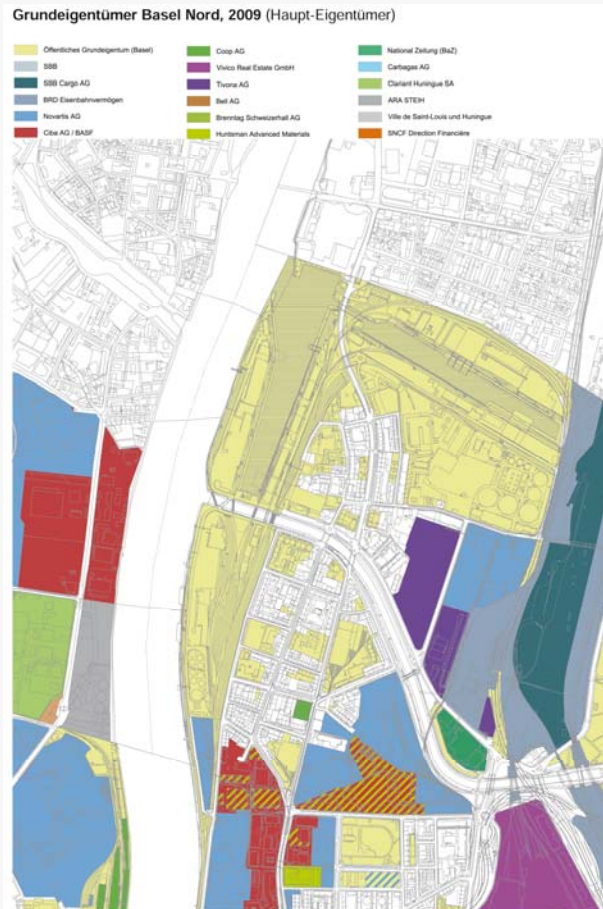 Grundeigentümer Basel Nord, 2009 (Haupt-Eigentümer)
Öffentliches Grundeigentum (Basel)
SBB
SBB Cargo AG
BRD Eisenbahnvermögen
Novartis AG
Ciba AG / BASF
Coop AG
Vivico Real Estate GmbH
Tivona AG
Bell AG
Brenntag Schweizerhall AG
Huntsman Advanced Materials
National Zeitung (BaZ)
Carbagas AG
Clariant Huningue SA
ARA STEIH
Ville de Saint-Louis und Huningue
SNCF Direction Financière